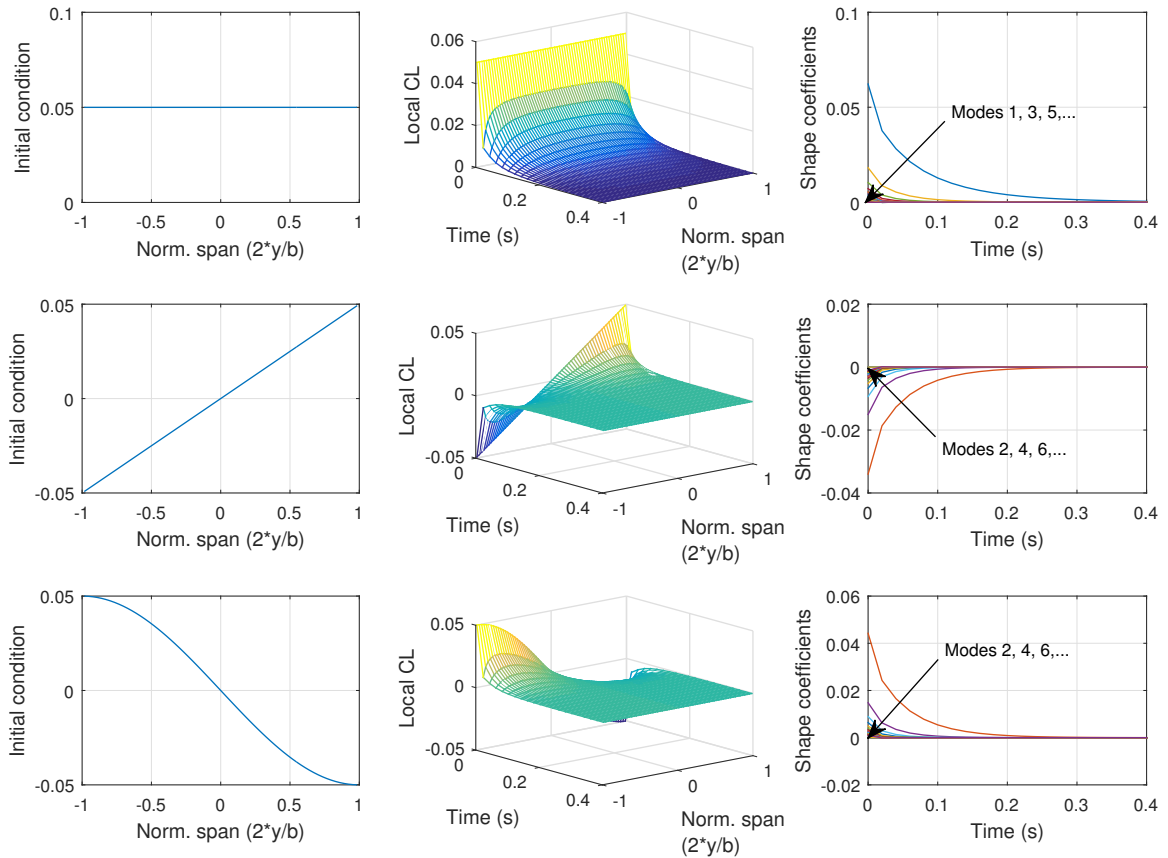 0.1
0.05
0
Initial condition
-1 -0.5 0 0.5 1
Norm. span (2*y/b)
0.06
0.04
0.02
0
Local CL
0
0.2
0.4
Time (s)
-1
0
1
Norm. span
(2*y/b)
0.1
0.05
0
Shape coefficients
Modes 1, 3, 5,...
0 0.1 0.2 0.3 0.4
Time (s)
0.05
0
-0.05
Initial condition
-1 -0.5 0 0.5 1
Norm. span (2*y/b)
0.05
0
-0.05
Local CL
0
0.2
0.4
Time (s)
-1
0
1
Norm. span
(2*y/b)
0.02
0
-0.02
-0.04
Shape coefficients
Modes 2, 4, 6,...
0 0.1 0.2 0.3 0.4
Time (s)
0.05
0
-0.05
Initial condition
-1 -0.5 0 0.5 1
Norm. span (2*y/b)
0.05
0
-0.05
Local CL
0
0.2
0.4
Time (s)
-1
0
1
Norm. span
(2*y/b)
0.06
0.04
0.02
0
-0.02
Shape coefficients
Modes 2, 4, 6,...
0 0.1 0.2 0.3 0.4
Time (s)